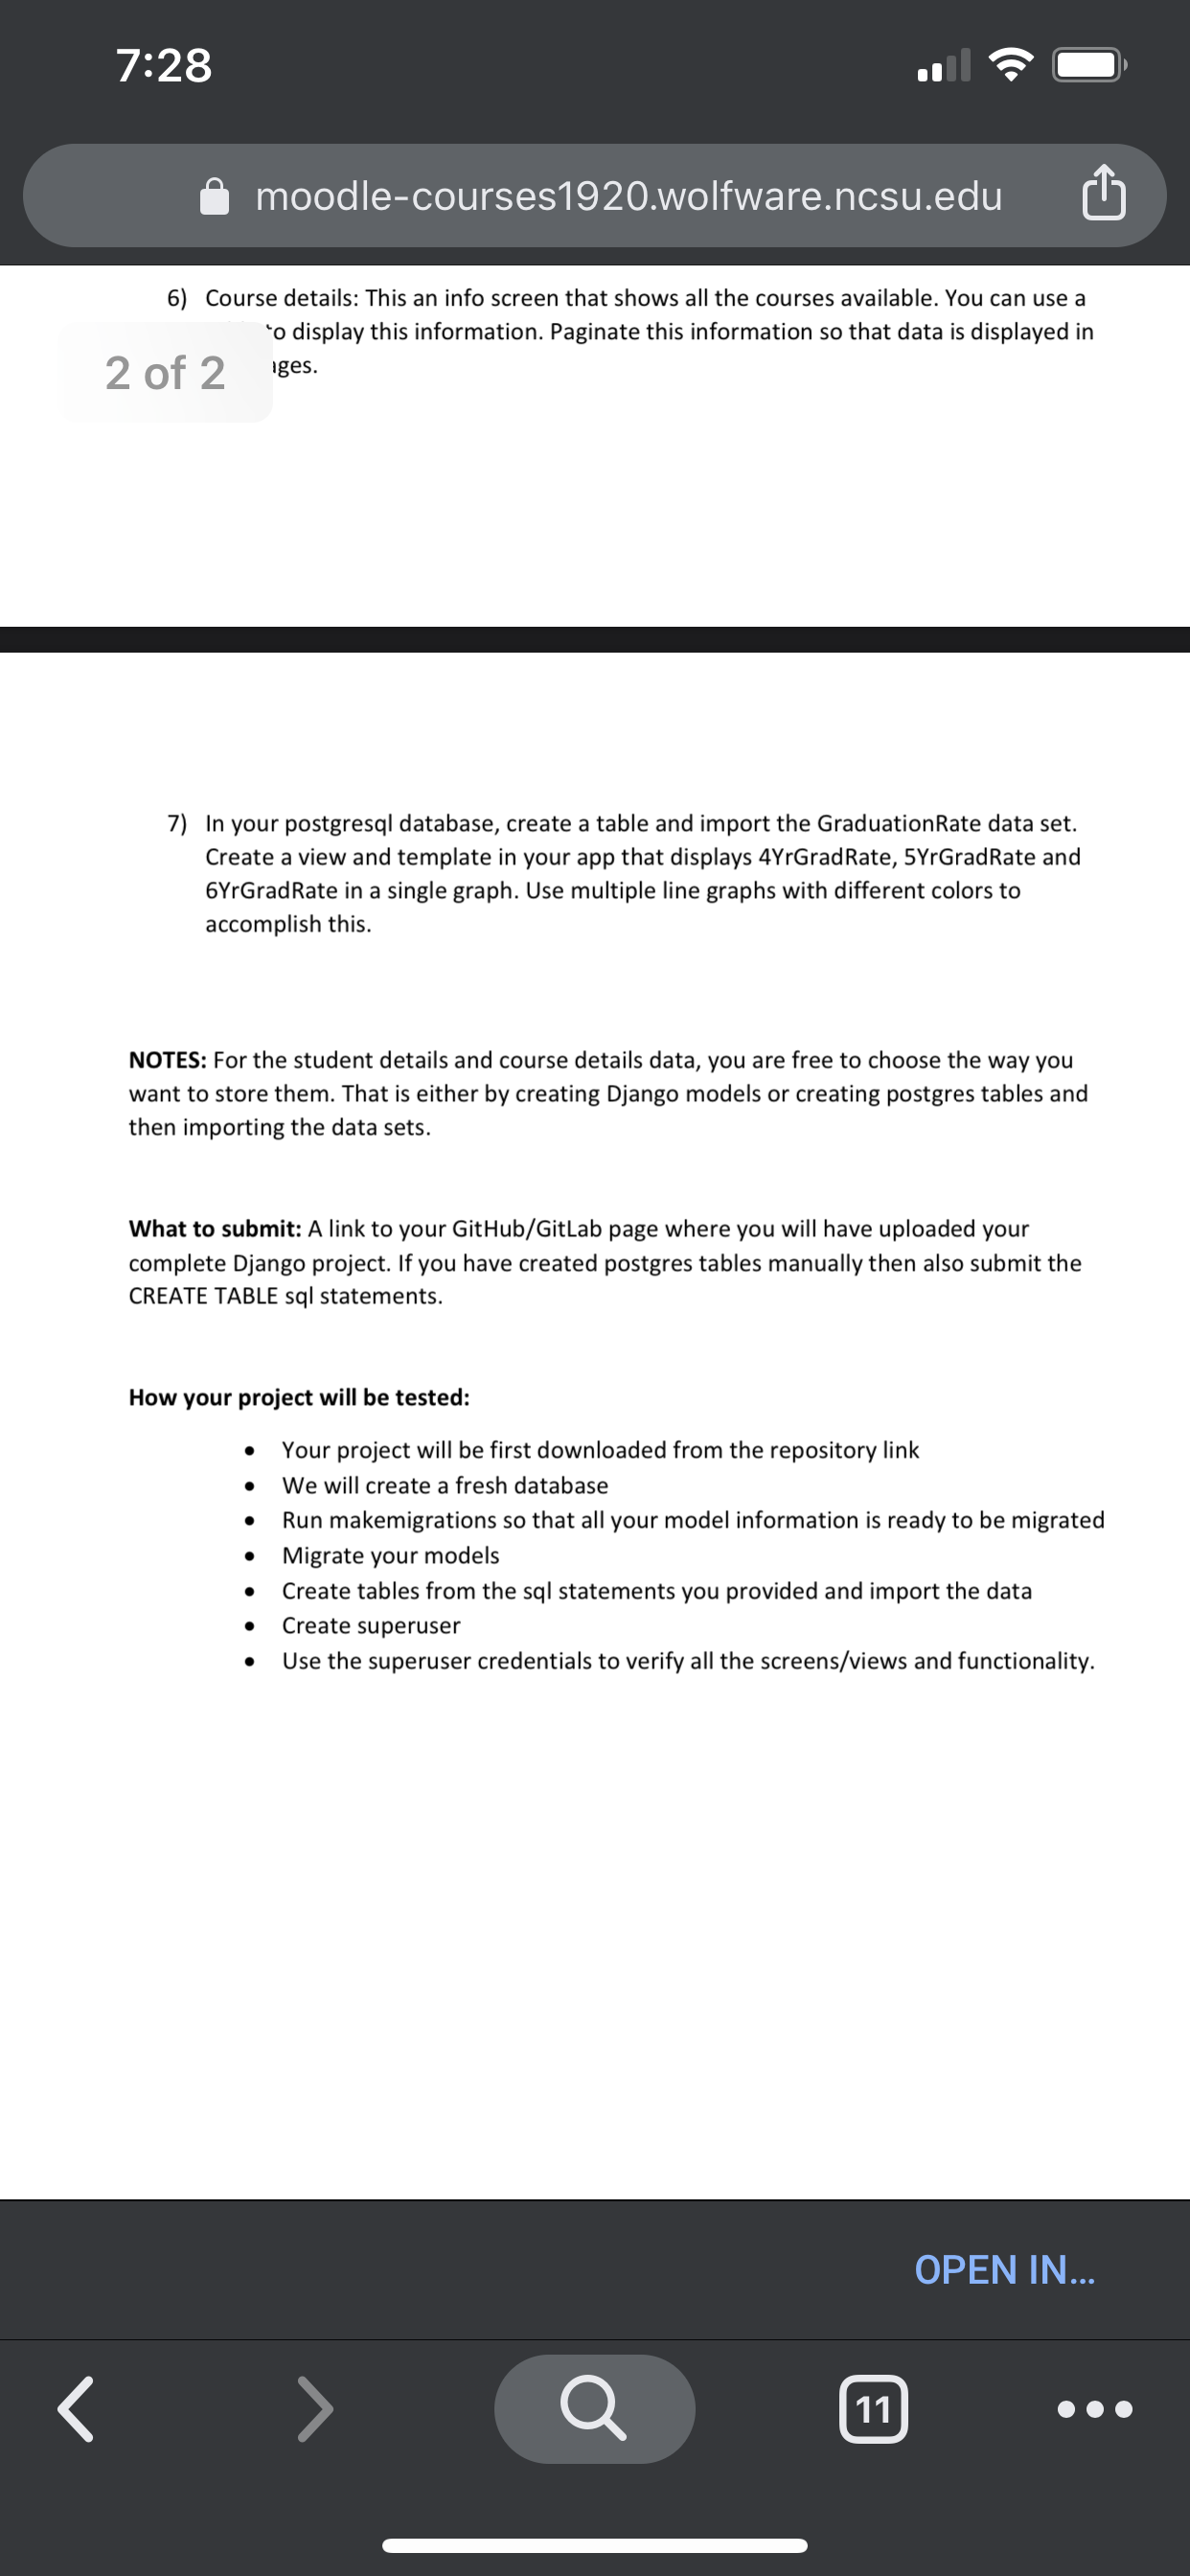 7:28
moodle-courses1920.wolfware.ncsu.edu
6) Course details: This an info screen that shows all the courses available. You can use a
to display this information. Paginate this information so that data is displayed in
2 of 2
ages.
7) In your postgresql database, create a table and import the GraduationRate data set.
Create a view and template in your app that displays 4YrGradRate, 5YrGradRate and
6YrGradRate in a single graph. Use multiple line graphs with different colors to
accomplish this.
NOTES: For the student details and course details data, you are free to choose the way you
want to store them. That is either by creating Django models or creating postgres tables and
then importing the data sets.
What to submit: A link to your GitHub/GitLab page where you will have uploaded your
complete Django project. If you have created postgres tables manually then also submit the
CREATE TABLE sql statements.
How your project will be tested:
• Your project will be first downloaded from the repository link
• We will create a fresh database
• Run makemigrations so that all your model information is ready to be migrated
• Migrate your models
• Create tables from the sql statements you provided and import the data
• Create superuser
• Use the superuser credentials to verify all the screens/views and functionality.
OPEN IN...
11